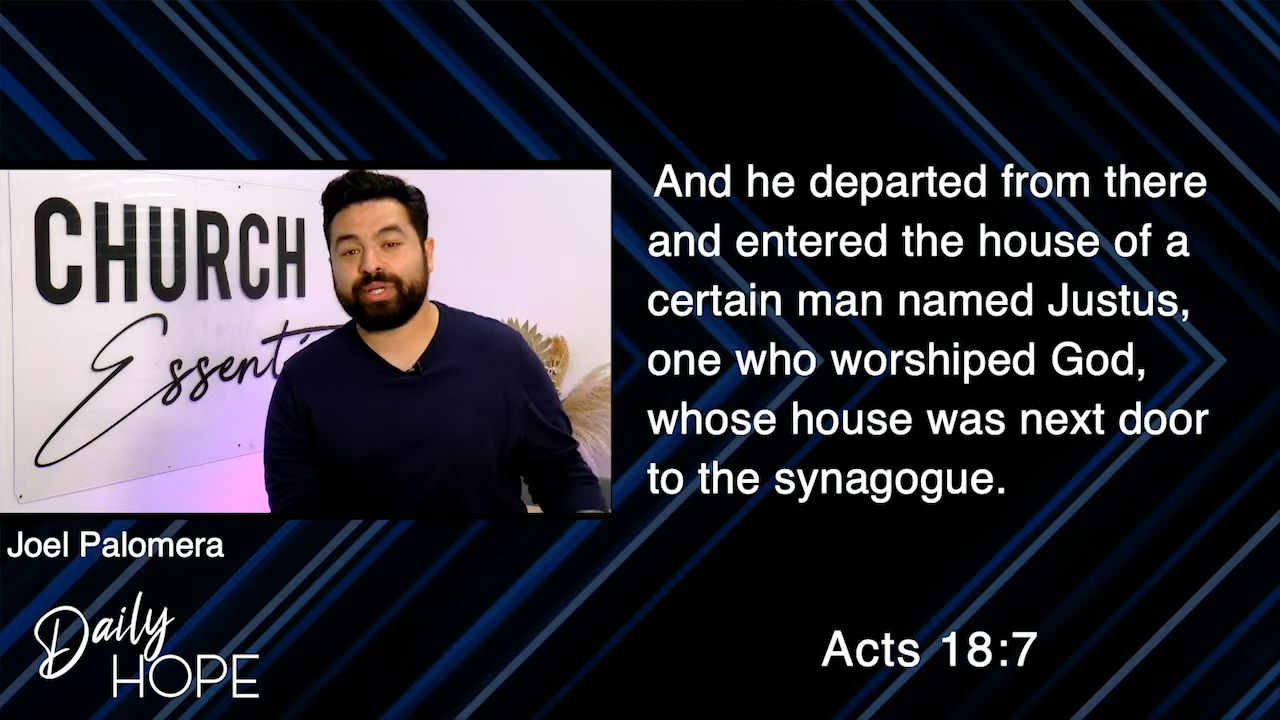 CHURCH
Essenti
And he departed from there
and entered the house of a
certain man named Justus,
one who worshiped God,
whose house was next door
to the synagogue.
Acts 18:7
Joel Palomera
Daily
HOPE